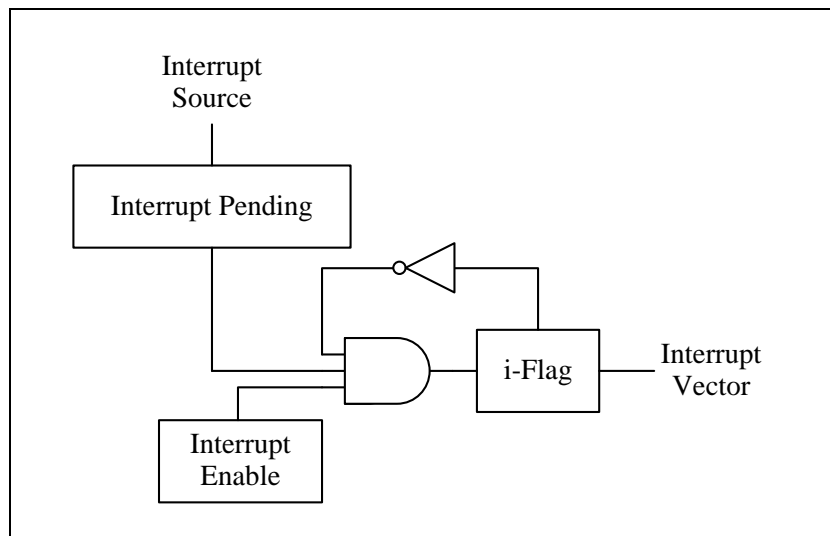 Interrupt
Source
Interrupt Pending
i-Flag
Interrupt
Vector
Interrupt
Enable